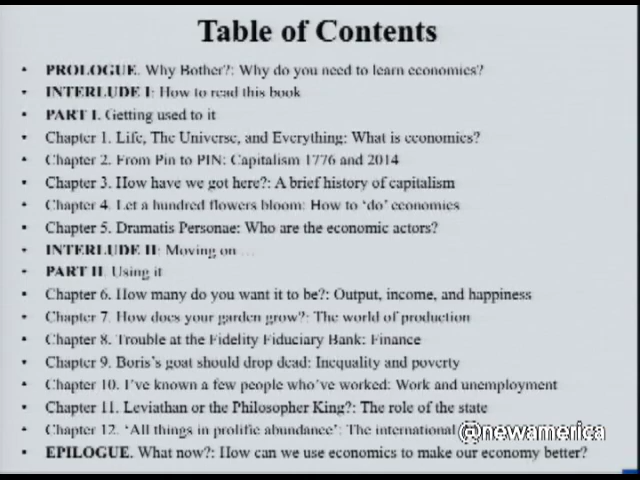 Table of Contents
• PROLOGUE. Why Bother?: Why do you need to learn economics?
• INTERLUDE I: How to read this book
• PART I. Getting used to it
• Chapter 1. Life, The Universe, and Everything: What is economics?
• Chapter 2. From Pin to PIN: Capitalism 1776 and 2014
• Chapter 3. How have we got here?: A brief history of capitalism
• Chapter 4. Let a hundred flowers bloom: How to ‘do’ economics
• Chapter 5. Dramatis Personae: Who are the economic actors?
• INTERLUDE II: Moving on …
• PART II. Using it
• Chapter 6. How many do you want it to be?: Output, income, and happiness
• Chapter 7. How does your garden grow?: The world of production
• Chapter 8. Trouble at the Fidelity Fiduciary Bank: Finance
• Chapter 9. Boris’s goat should drop dead: Inequality and poverty
• Chapter 10. I’ve known a few people who’ve worked: Work and unemployment
• Chapter 11. Leviathan or the Philosopher King?: The role of the state
• Chapter 12. ‘All things in prolific abundance’: The international
@newamerica
• EPILOGUE. What now?: How can we use economics to make our economy better?